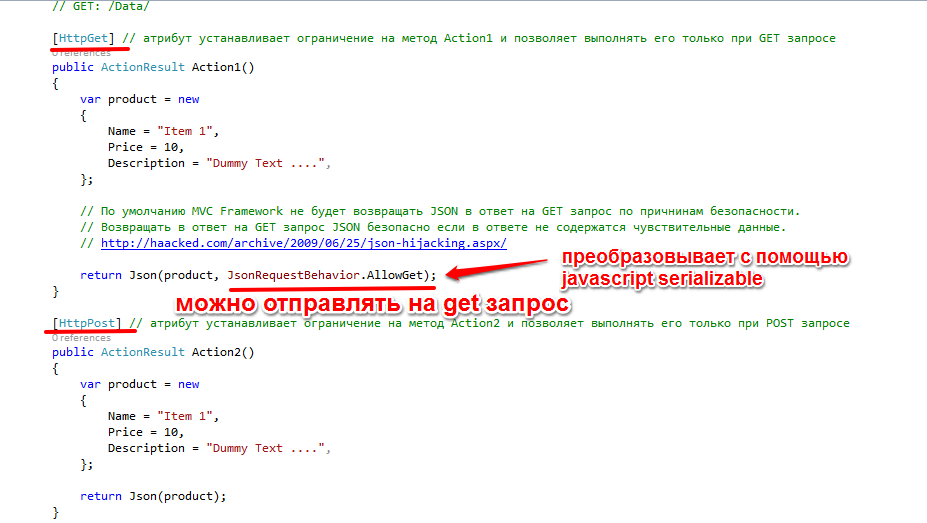 // GET: /Data/
[HttpGet] // атрибут устанавливает ограничение на метод Action1 и позволяет выполнять его только при GET запросе
0 references
public ActionResult Action1()
{
var product = new
{
Name = "Item 1",
Price = 10,
Description = "Dummy Text ....",
};
// По умолчанию MVC Framework не будет возвращать JSON в ответ на GET запрос по причнинам безопасности.
// Возвращать в ответ на GET запрос JSON безопасно если в ответе не содержатся чувствительные данные.
// http://haacked.com/archive/2009/06/25/json-hijacking.aspx/
return Json(product, JsonRequestBehavior.AllowGet);
преобразовывает с помощью
javascript serializable
}
можно отправлять на get запрос
[HttpPost] // атрибут устанавливает ограничение на метод Action2 и позволяет выполнять его только при POST запросе
0 references
public ActionResult Action2()
{
var product = new
{
Name = "Item 1",
Price = 10,
Description = "Dummy Text ....",
};
return Json(product);
}